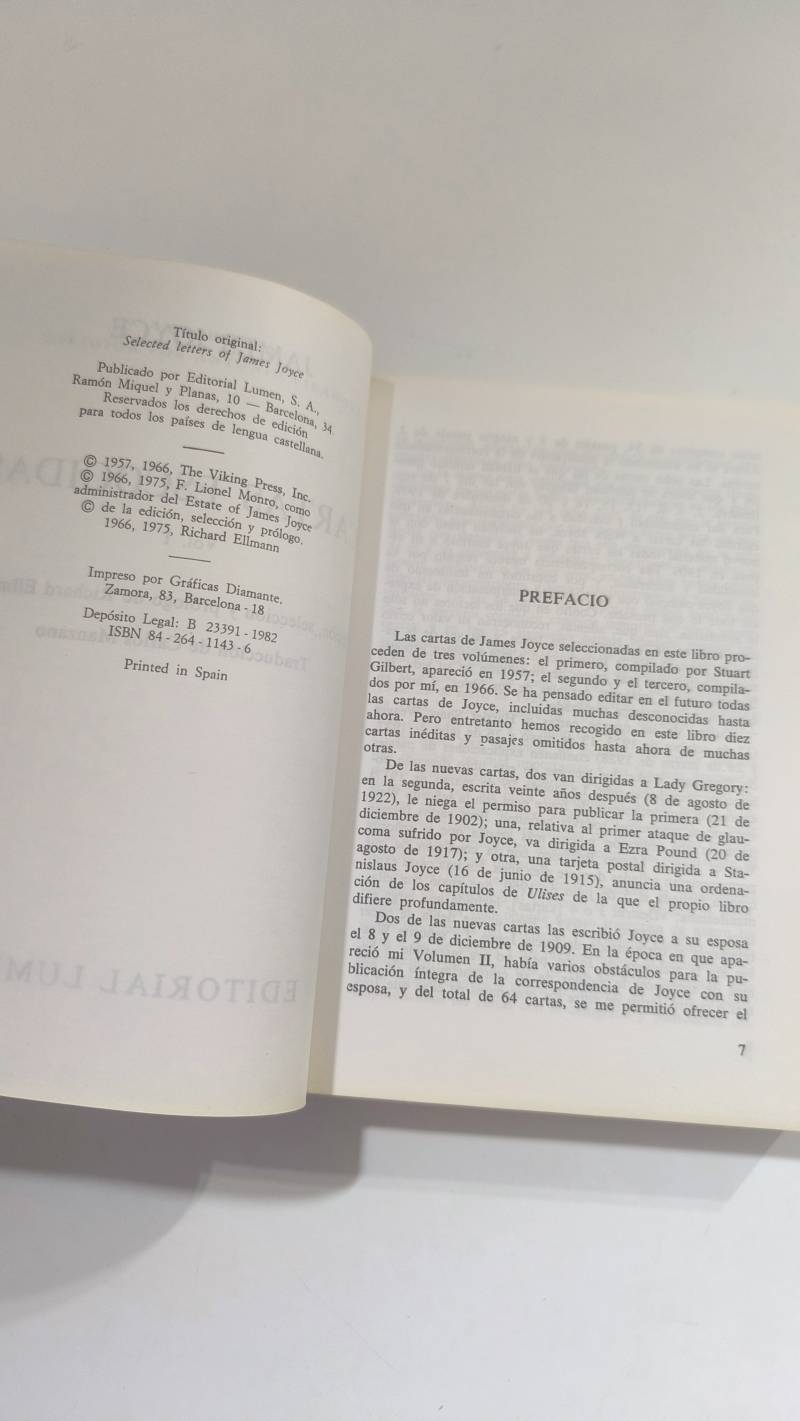 Título original:
Selected letters of James Joyce
Publicado por Editorial Lumen, S. A.,
Ramón Miquel y Planas, 10 — Barcelona, 34.
Reservados los derechos de edición
para todos los países de lengua castellana.
© 1957, 1966, The Viking Press, Inc.
© 1966, 1975, F. Lionel Monro, como
administrador del Estate of James Joyce
© de la edición, selección y prólogo.
1966, 1975, Richard Ellmann
Impreso por Gráficas Diamante.
Zamora, 83, Barcelona - 18
Depósito Legal: B 23391 - 1982
ISBN 84 - 264 - 1143 - 6
Printed in Spain
PREFACIO
Las cartas de James Joyce seleccionadas en este libro pro-
ceden de tres volúmenes: el primero, compilado por Stuart
Gilbert, apareció en 1957; el segundo y el tercero, compila-
dos por mí, en 1966. Se ha pensado editar en el futuro todas
las cartas de Joyce, incluidas muchas desconocidas hasta
ahora. Pero entretanto hemos recogido en este libro diez
cartas inéditas y pasajes omitidos hasta ahora de muchas
otras.
De las nuevas cartas, dos van dirigidas a Lady Gregory:
en la segunda, escrita veinte años después (8 de agosto de
1922), le niega el permiso para publicar la primera (21 de
diciembre de 1902); una, relativa al primer ataque de glau-
coma sufrido por Joyce, va dirigida a Ezra Pound (20 de
agosto de 1917); y otra, una tarjeta postal dirigida a Sta-
nislaus Joyce (16 de junio de 1915), anuncia una ordena-
ción de los capítulos de Ulises de la que el propio libro
difiere profundamente.
Dos de las nuevas cartas las escribió Joyce a su esposa
el 8 y el 9 de diciembre de 1909. En la época en que apa-
reció mi Volumen II, había varios obstáculos para la pu-
blicación íntegra de la correspondencia de Joyce con su
esposa, y del total de 64 cartas, se me permitió ofrecer el
7
EDITORIAL LUM